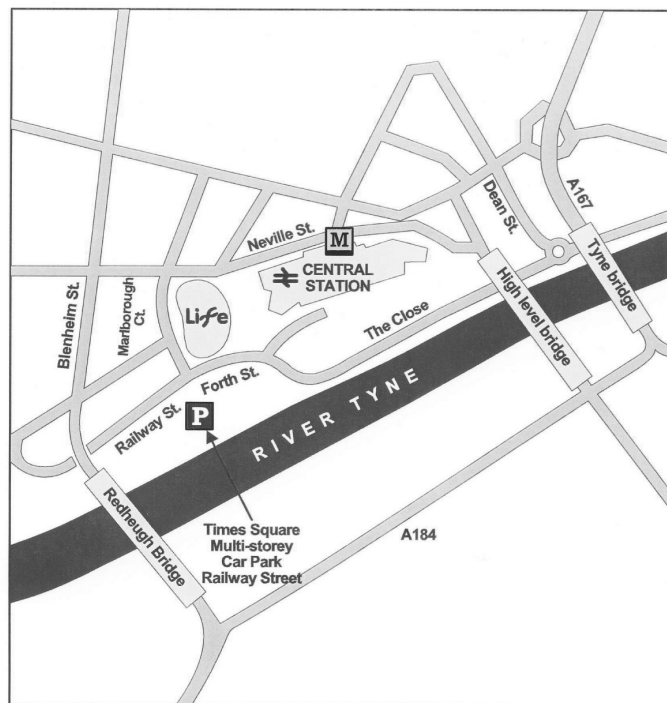 A167
Dean St.
Neville St.
M
CENTRAL
STATION
Tyne bridge
High level bridge
Blenheim St.
Marlborough
Ct.
Life
The Close
Forth St.
Railway St.
P
RIVER TYNE
Redheugh Bridge
Times Square
Multi-storey
Car Park
Railway Street
A184